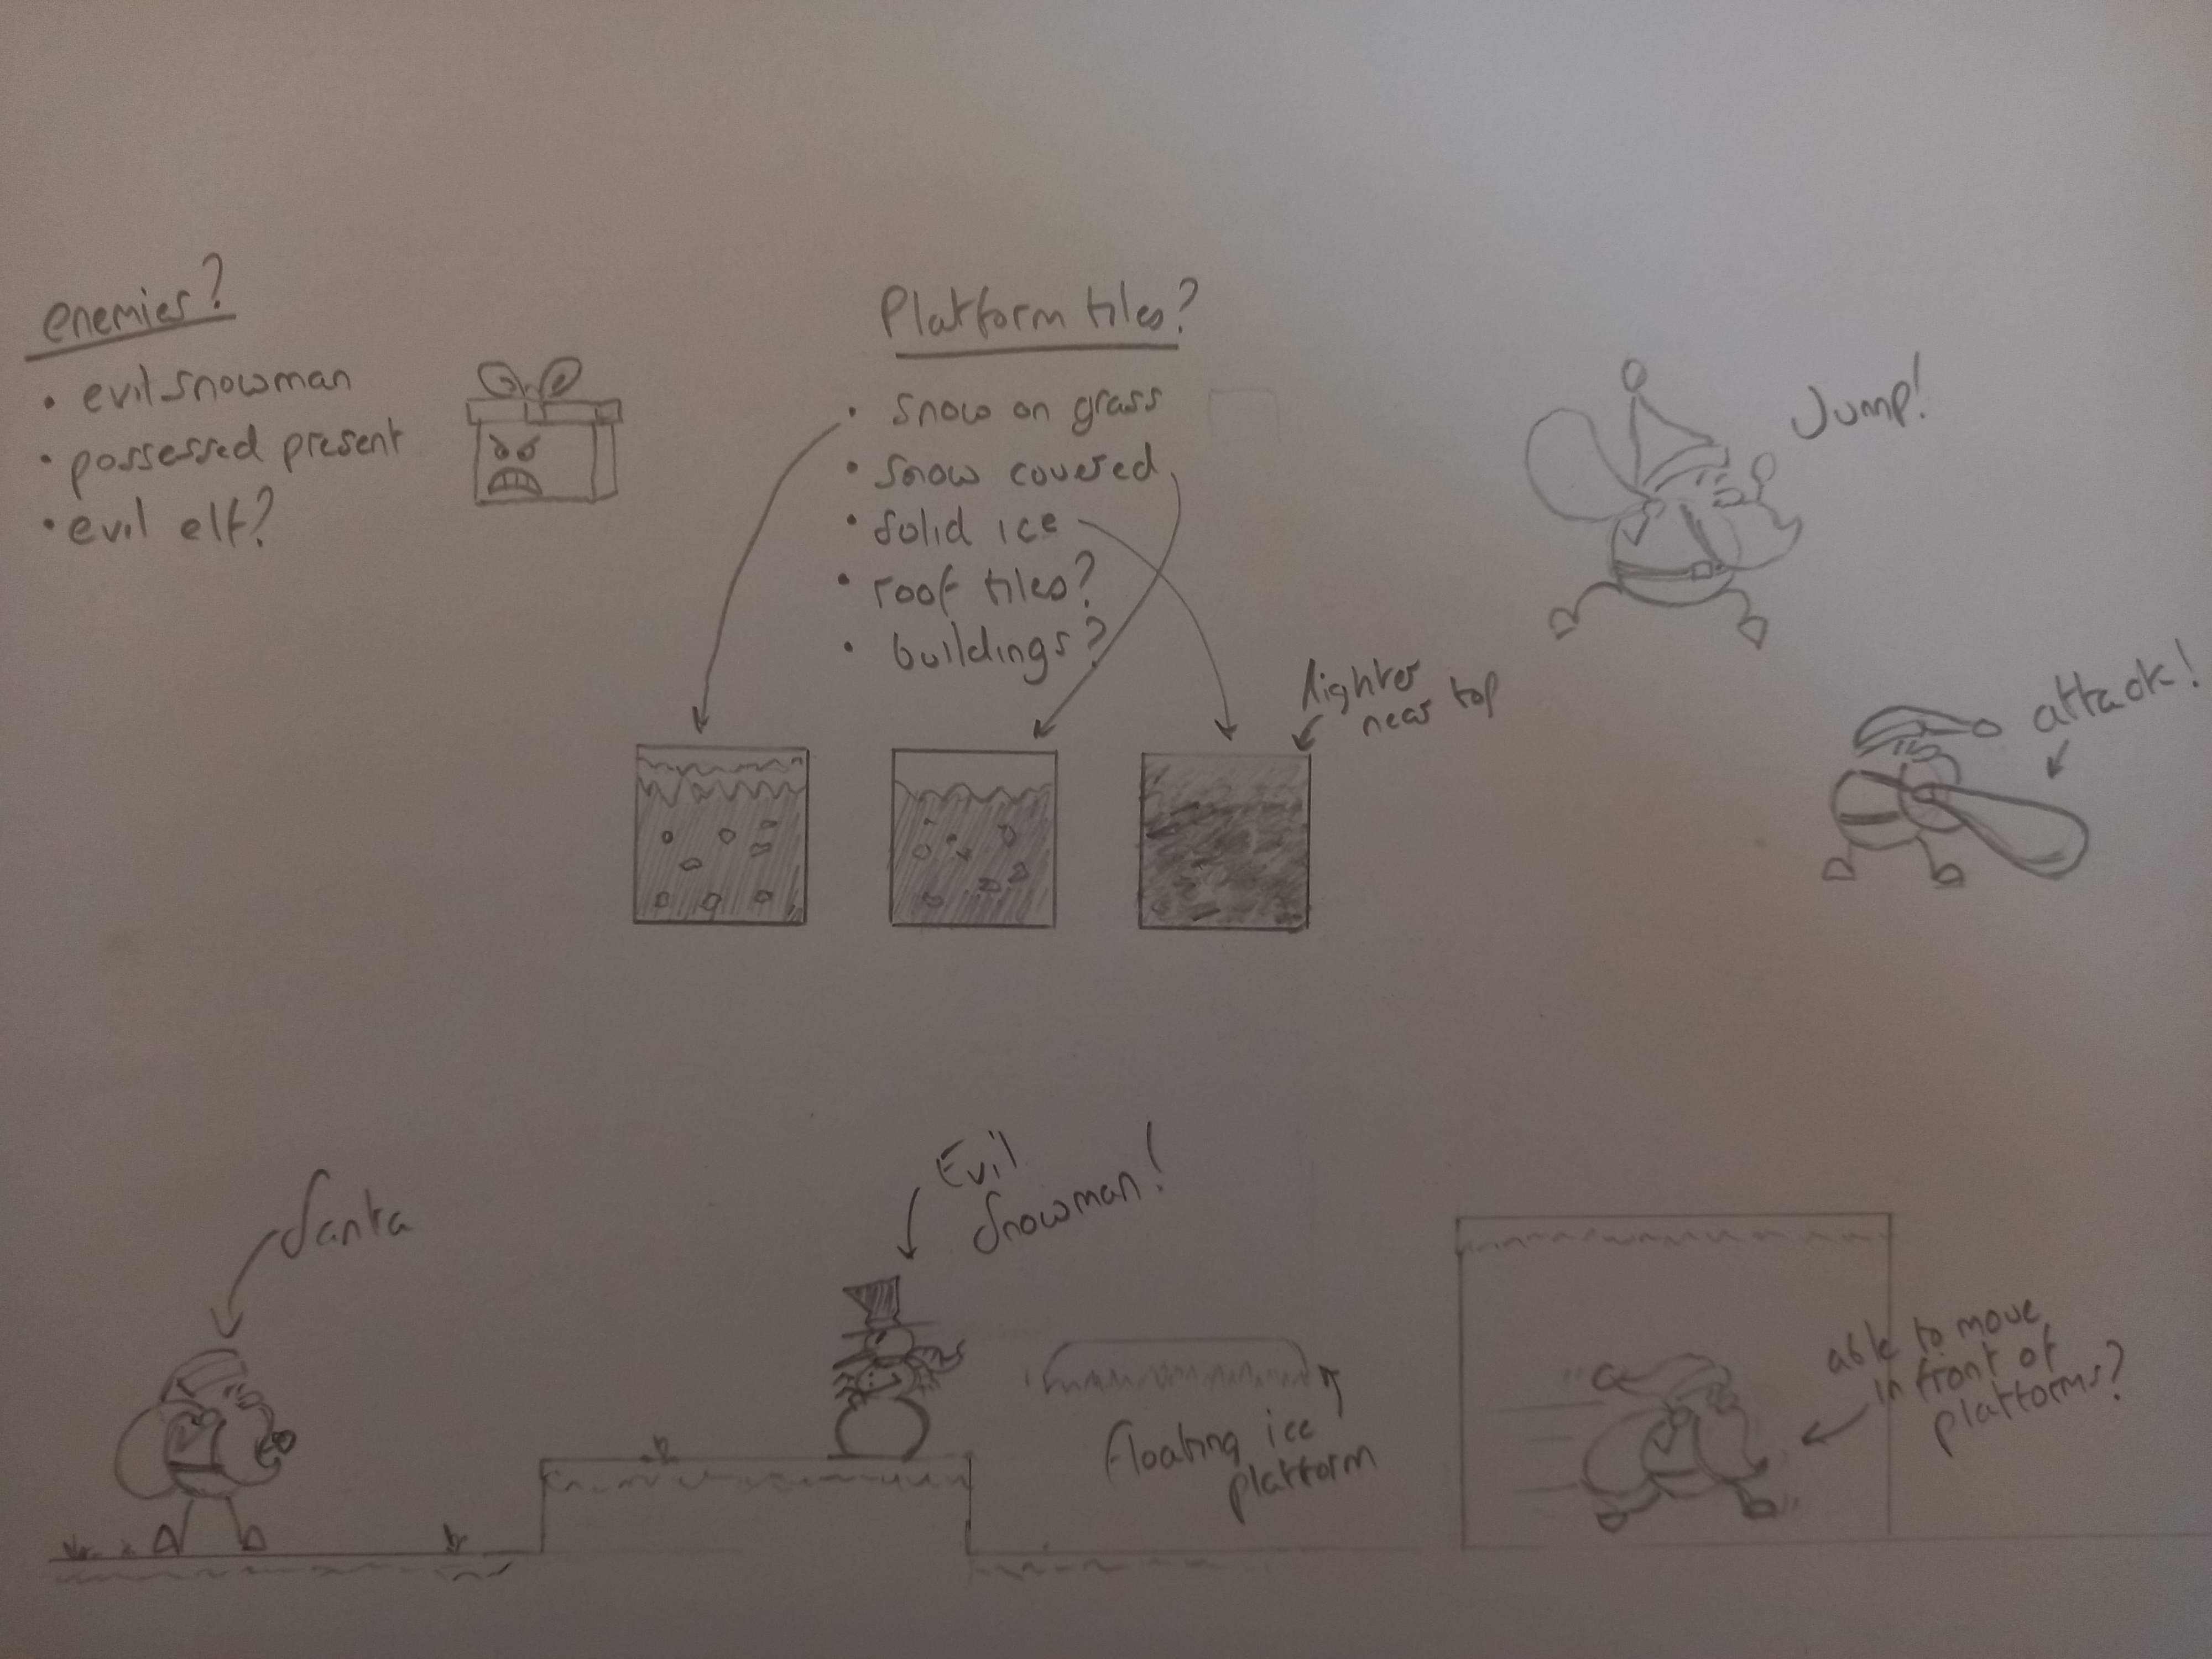 enemies?
• evil snowman
• possessed present
• evil elf?
Platform tiles?
• snow on grass
• snow covered
• solid ice
• roof tiles?
• buildings?
lighter
near top
Jump!
attack!
Santa
Evil
Snowman!
floating ice
platform
able to move
in front of
platforms?